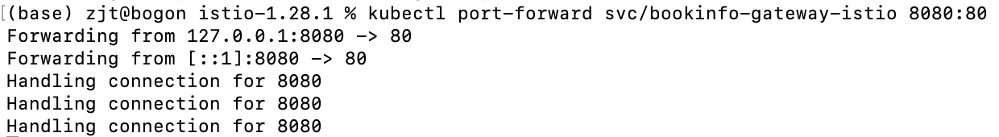 [(base) zjt@bogon istio-1.28.1 % kubectl port-forward svc/bookinfo-gateway-istio 8080:80
Forwarding from 127.0.0.1:8080 -> 80
Forwarding from [::1]:8080 -> 80
Handling connection for 8080
Handling connection for 8080
Handling connection for 8080